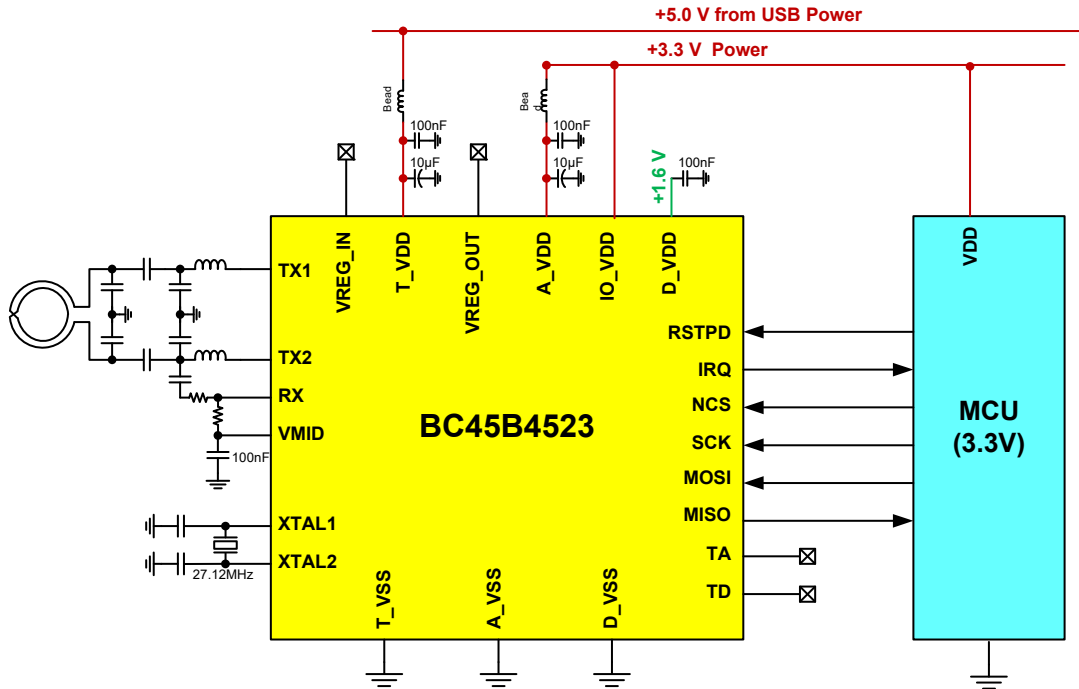 +5.0 V from USB Power
+3.3 V Power
Bead
100nF
10µF
Bea
d
100nF
10µF
+1.6 V
100nF
VREG_IN
T_VDD
VREG_OUT
A_VDD
IO_VDD
D_VDD
VDD
TX1
TX2
RX
VMID
100nF
XTAL1
XTAL2
27.12MHz
BC45B4523
RSTPD
IRQ
NCS
SCK
MOSI
MISO
TA
TD
MCU
(3.3V)
T_VSS
A_VSS
D_VSS